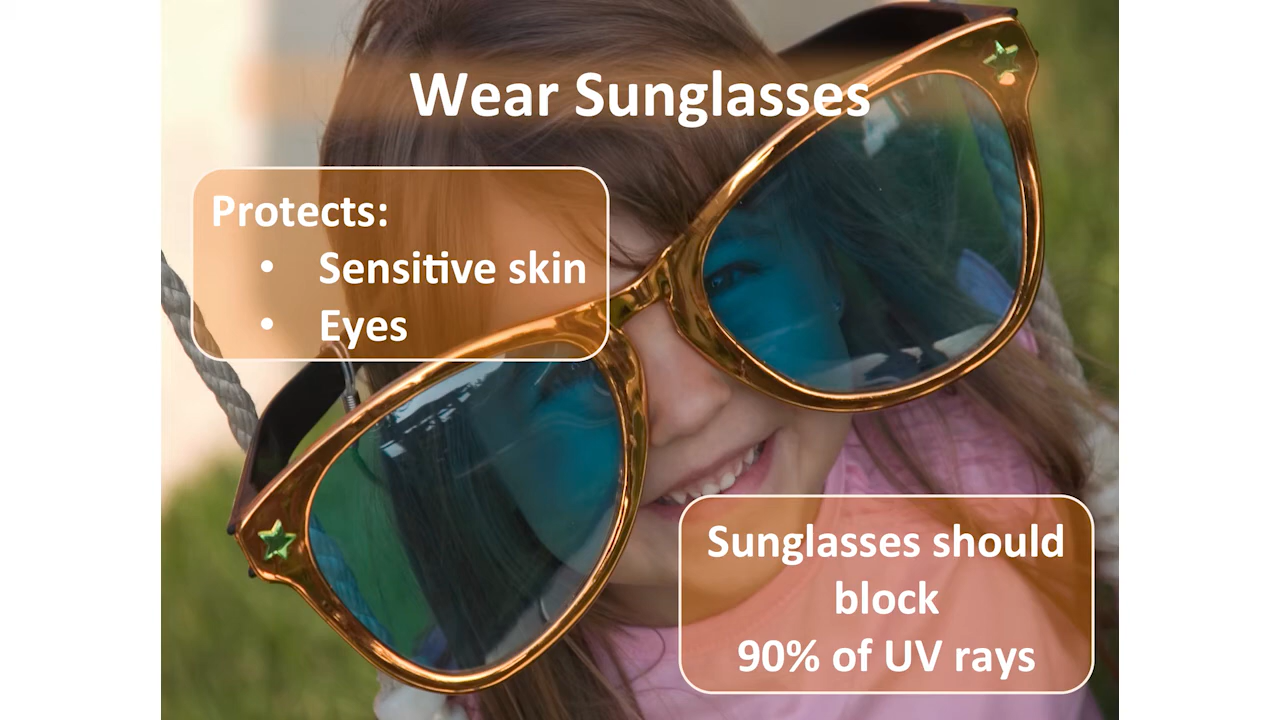 Wear Sunglasses
Protects:
• Sensitive skin
• Eyes
Sunglasses should
block
90% of UV rays